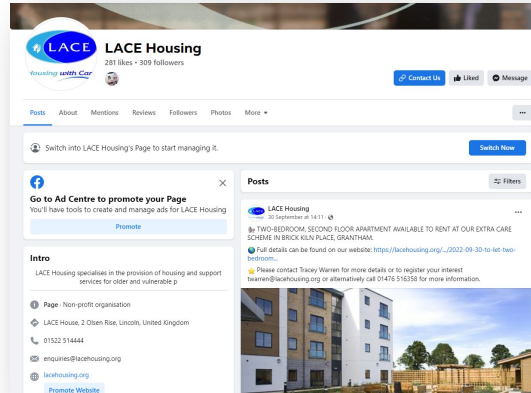 LACE
Housing with Car
LACE Housing
281 likes • 309 followers
Contact Us
Liked
Message
Posts
About
Mentions
Reviews
Followers
Photos
More
Switch into LACE Housing's Page to start managing it.
Switch Now
Go to Ad Centre to promote your Page
You'll have tools to create and manage ads for LACE Housing
Promote
Intro
LACE Housing specialises in the provision of housing and support
services for older and vulnerable p
Page · Non-profit organisation
LACE House, 2 Olsen Rise, Lincoln, United Kingdom
01522 514444
enquiries@lacehousing.org
lacehousing.org
Promote Website
Posts
Filters
LACE Housing
30 September at 14:11
TWO-BEDROOM, SECOND FLOOR APARTMENT AVAILABLE TO RENT AT OUR EXTRA CARE
SCHEME IN BRICK KILN PLACE, GRANTHAM.
Full details can be found on our website: https://lacehousing.org/.../2022-09-30-to-let-two-
bedroom...
Please contact Tracey Warren for more details or to register your interest
twarren@lacehousing.org or alternatively call 01476 516358 for more information.